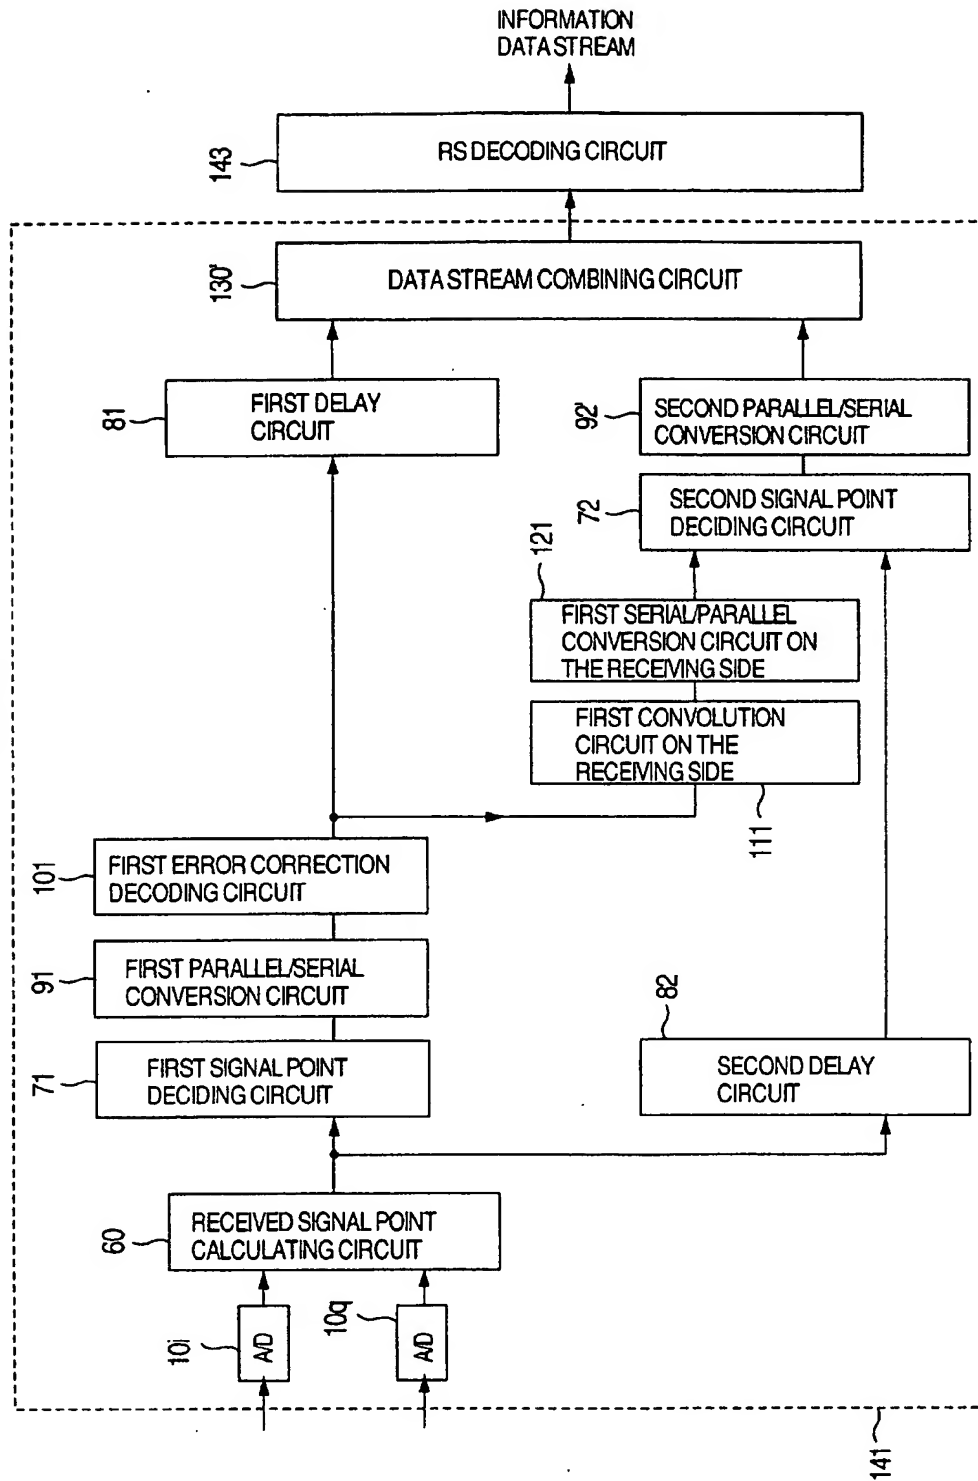 INFORMATION
DATA STREAM
143
RS DECODING CIRCUIT
130'
DATA STREAM COMBINING CIRCUIT
81
FIRST DELAY
CIRCUIT
92'
SECOND PARALLEL/SERIAL
CONVERSION CIRCUIT
72
SECOND SIGNAL POINT
DECIDING CIRCUIT
121
FIRST SERIAL/PARALLEL
CONVERSION CIRCUIT ON
THE RECEIVING SIDE
FIRST CONVOLUTION
CIRCUIT ON THE
RECEIVING SIDE
111
101
FIRST ERROR CORRECTION
DECODING CIRCUIT
91
FIRST PARALLEL/SERIAL
CONVERSION CIRCUIT
71
FIRST SIGNAL POINT
DECIDING CIRCUIT
82
SECOND DELAY
CIRCUIT
60
RECEIVED SIGNAL POINT
CALCULATING CIRCUIT
10i
A/D
10q
A/D
141